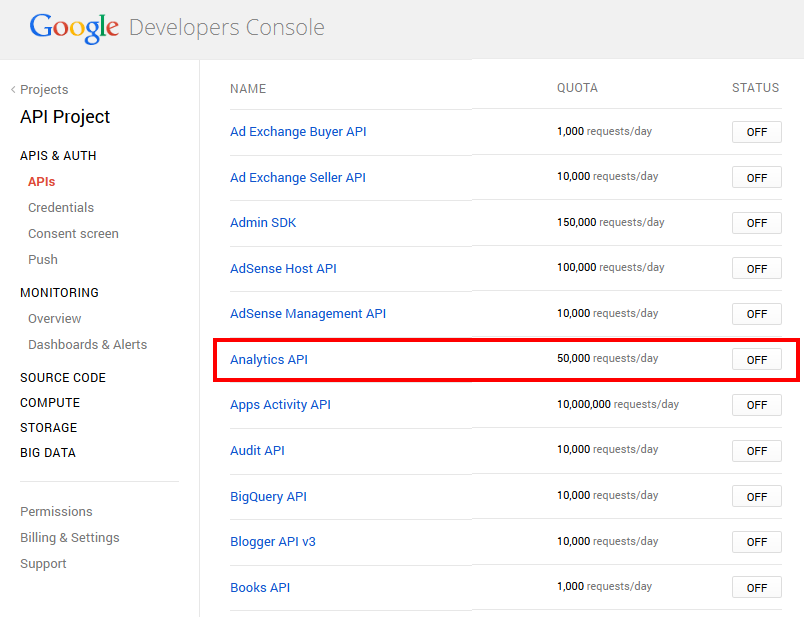 Google Developers Console
< Projects
API Project
APIS & AUTH
APIs
Credentials
Consent screen
Push
MONITORING
Overview
Dashboards & Alerts
SOURCE CODE
COMPUTE
STORAGE
BIG DATA
Permissions
Billing & Settings
Support
NAME QUOTA STATUS
Ad Exchange Buyer API 1,000 requests/day OFF
Ad Exchange Seller API 10,000 requests/day OFF
Admin SDK 150,000 requests/day OFF
AdSense Host API 100,000 requests/day OFF
AdSense Management API 10,000 requests/day OFF
Analytics API 50,000 requests/day OFF
Apps Activity API 10,000,000 requests/day OFF
Audit API 10,000 requests/day OFF
BigQuery API 10,000 requests/day OFF
Blogger API v3 10,000 requests/day OFF
Books API 1,000 requests/day OFF